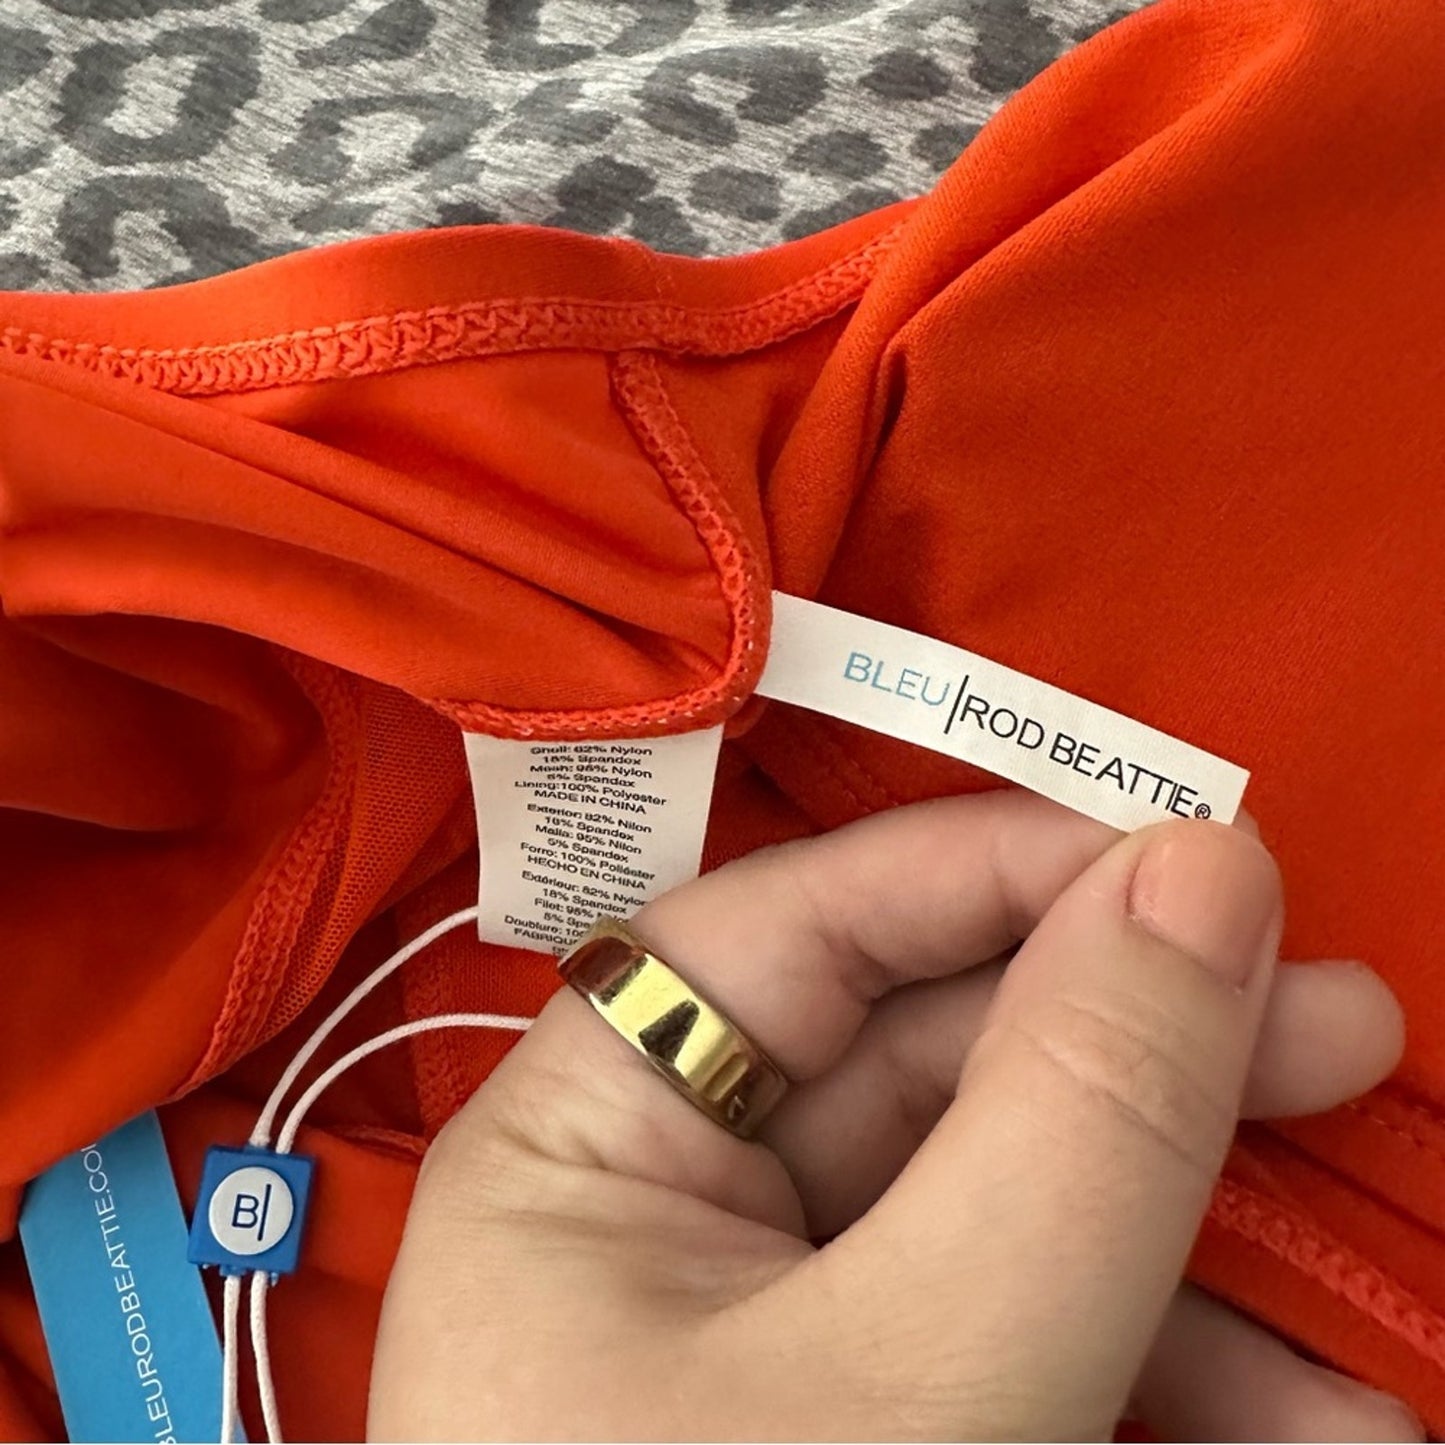 BLEU|ROD BEATTIE®
Shell: 82% Nylon
18% Spandex
Mesh: 95% Nylon
5% Spandex
Lining:100% Polyester
MADE IN CHINA
Exterior: 82% Nilon
18% Spandex
Malla: 95% Nilon
5% Spandex
Forro: 100% Poliéster
HECHO EN CHINA
Extérieur: 82% Nylon
18% Spandex
Filet: 95%
5%
Doublure:
B|
BLEURODBEATTIE.CO